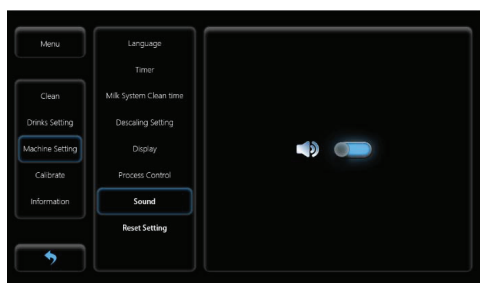 Menu
Clean
Drinks Setting
Machine Setting
Calibrate
Information
Language
Timer
Milk System Clean time
Descaling Setting
Display
Process Control
Sound
Reset Setting